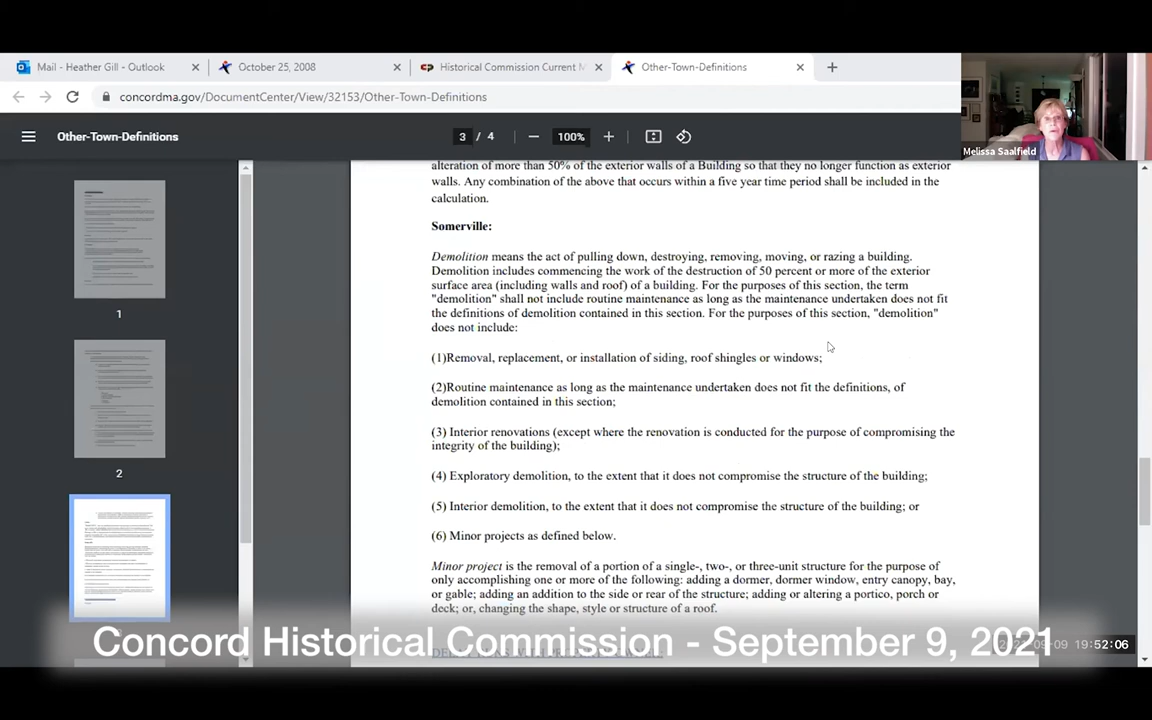 Mail - Heather Gill - Outlook
October 25, 2008
Historical Commission Current M
Other-Town-Definitions
concordma.gov/DocumentCenter/View/32153/Other-Town-Definitions
Other-Town-Definitions
3 / 4
100%
Melissa Saalfield
1
2
alteration of more than 50% of the exterior walls of a Building so that they no longer function as exterior
walls. Any combination of the above that occurs within a five year time period shall be included in the
calculation.
Somerville:
Demolition means the act of pulling down, destroying, removing, moving, or razing a building.
Demolition includes commencing the work of the destruction of 50 percent or more of the exterior
surface area (including walls and roof) of a building. For the purposes of this section, the term
"demolition" shall not include routine maintenance as long as the maintenance undertaken does not fit
the definitions of demolition contained in this section. For the purposes of this section, "demolition"
does not include:
(1)Removal, replacement, or installation of siding, roof shingles or windows;
(2)Routine maintenance as long as the maintenance undertaken does not fit the definitions, of
demolition contained in this section;
(3) Interior renovations (except where the renovation is conducted for the purpose of compromising the
integrity of the building);
(4) Exploratory demolition, to the extent that it does not compromise the structure of the building;
(5) Interior demolition, to the extent that it does not compromise the structure of the building; or
(6) Minor projects as defined below.
Minor project is the removal of a portion of a single-, two-, or three-unit structure for the purpose of
only accomplishing one or more of the following: adding a dormer, dormer window, entry canopy, bay,
or gable; adding an addition to the side or rear of the structure; adding or altering a portico, porch or
deck; or, changing the shape, style or structure of a roof.
Concord Historical Commission - September 9, 2021
19:52:06